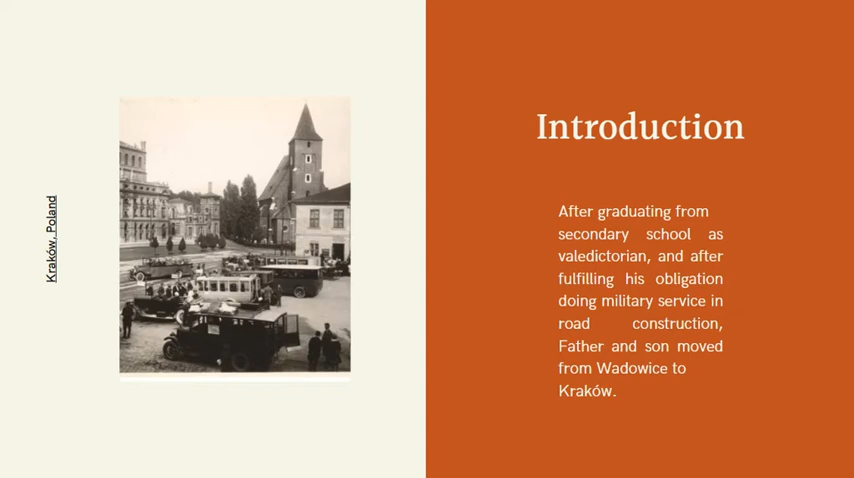 Kraków, Poland
Introduction
After graduating from
secondary school as
valedictorian, and after
fulfilling his obligation
doing military service in
road construction,
Father and son moved
from Wadowice to
Kraków.